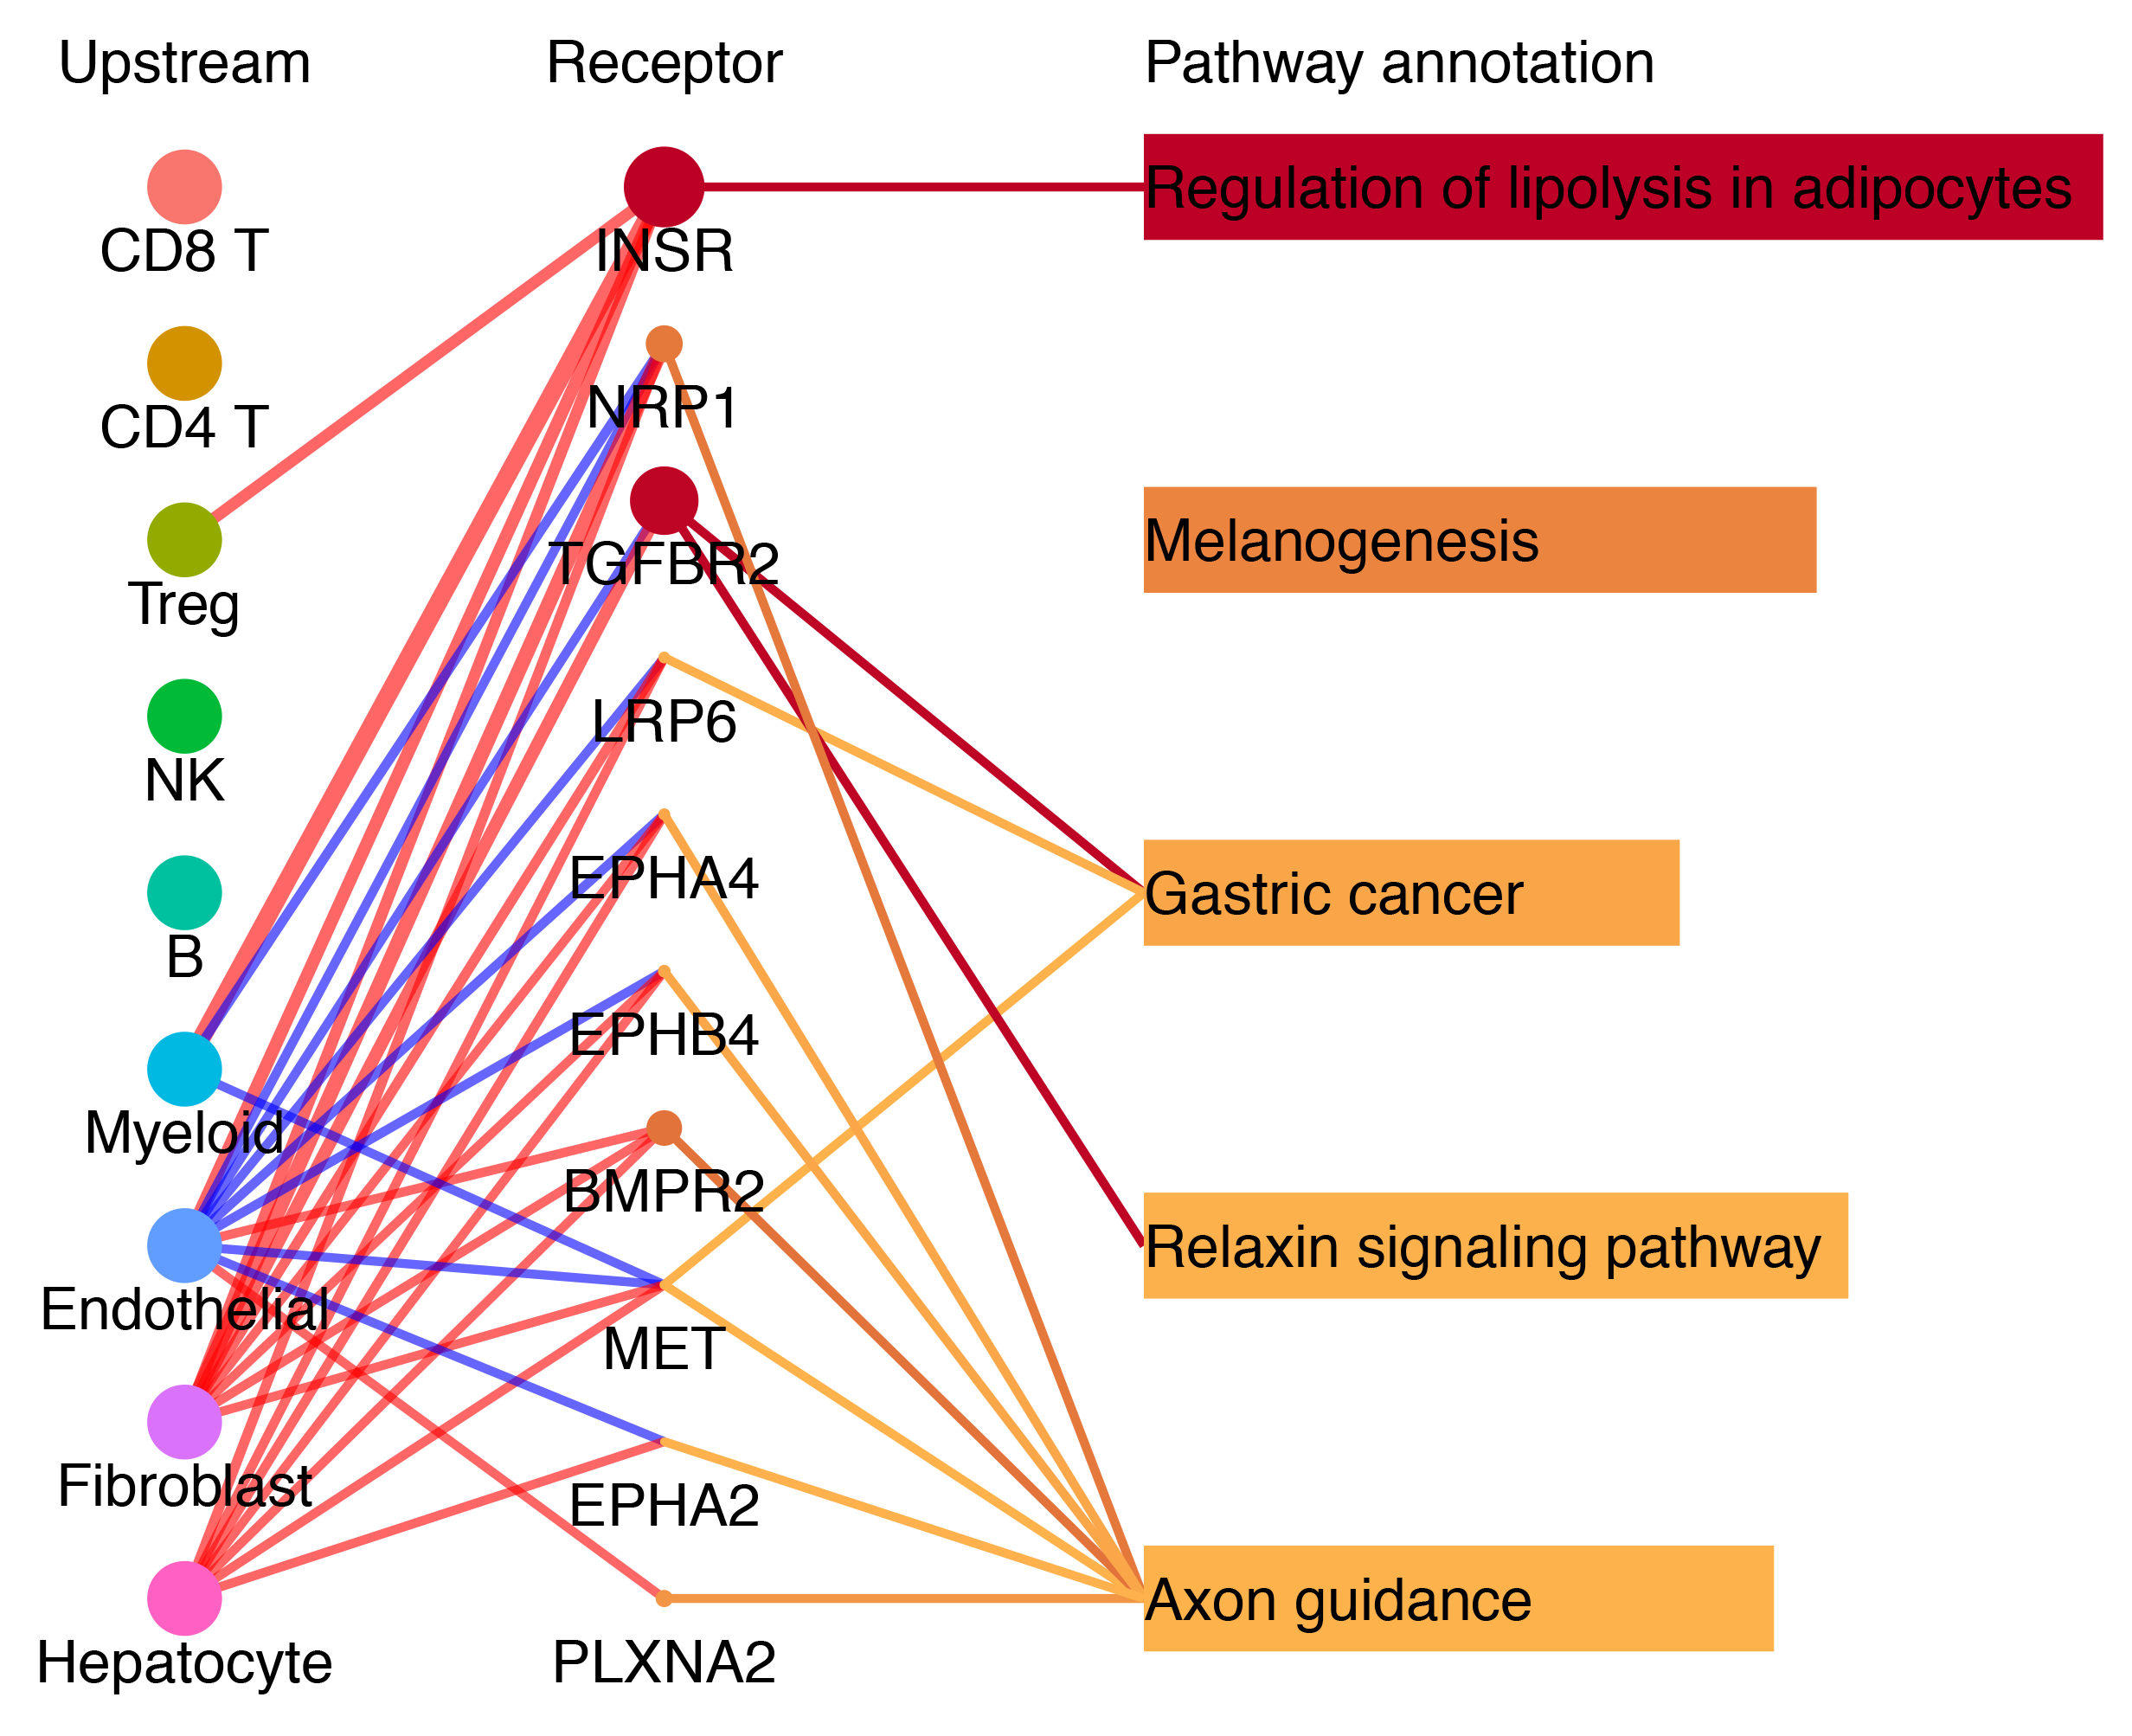 Upstream
Receptor
Pathway annotation
CD8 T
CD4 T
Treg
NK
B
Myeloid
Endothelial
Fibroblast
Hepatocyte
INSR
NRP1
TGFBR2
LRP6
EPHA4
EPHB4
BMPR2
MET
EPHA2
PLXNA2
Regulation of lipolysis in adipocytes
Melanogenesis
Gastric cancer
Relaxin signaling pathway
Axon guidance